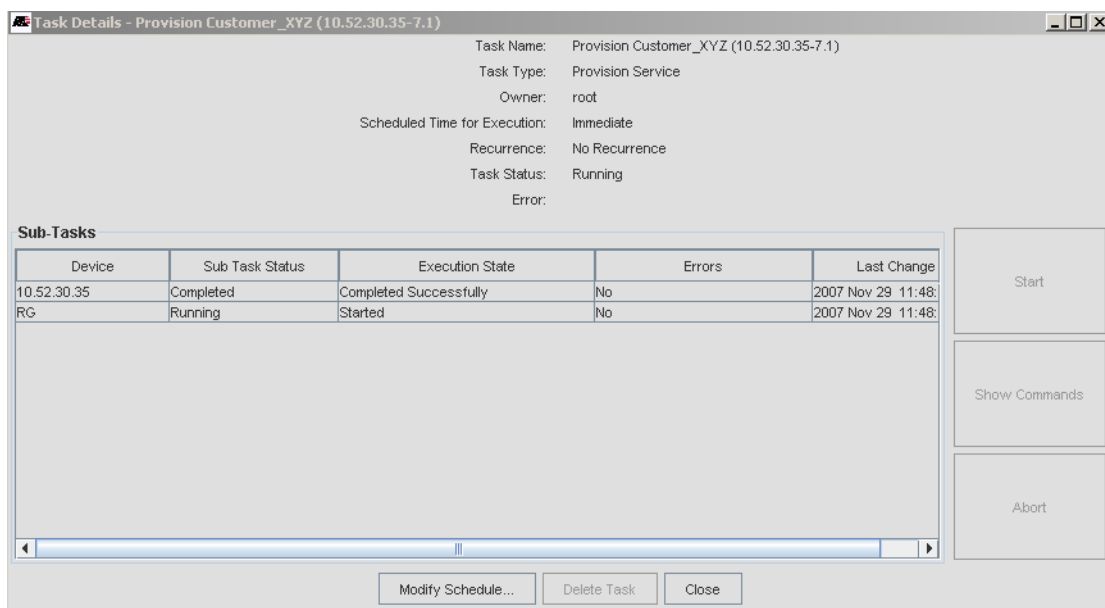 Task Details - Provision Customer_XYZ (10.52.30.35-7.1)
Task Name: Provision Customer_XYZ (10.52.30.35-7.1)
Task Type: Provision Service
Owner: root
Scheduled Time for Execution: Immediate
Recurrence: No Recurrence
Task Status: Running
Error:
Sub-Tasks
Device Sub Task Status Execution State Errors Last Change
10.52.30.35 Completed Completed Successfully No 2007 Nov 29 11:48:
RG Running Started No 2007 Nov 29 11:48:
Start
Show Commands
Abort
Modify Schedule... Delete Task Close